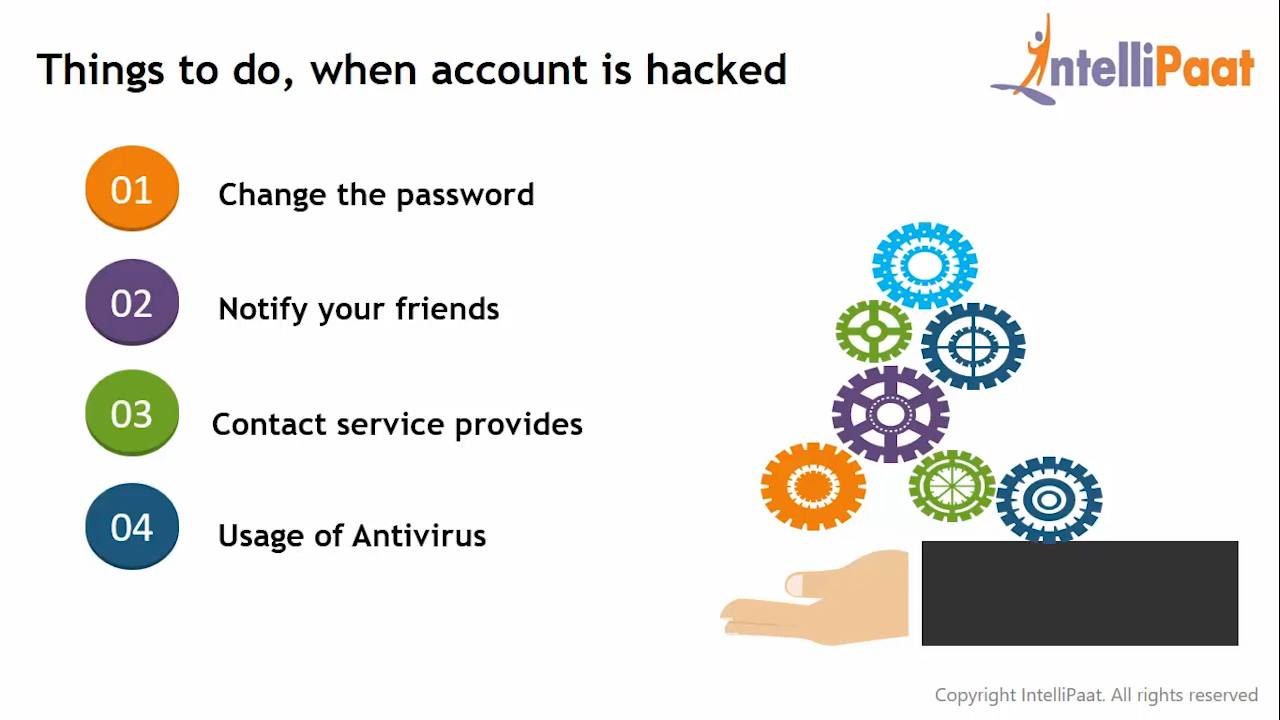 Things to do, when account is hacked
IntelliPaat
01 Change the password
02 Notify your friends
03 Contact service provides
04 Usage of Antivirus
Copyright IntelliPaat. All rights reserved